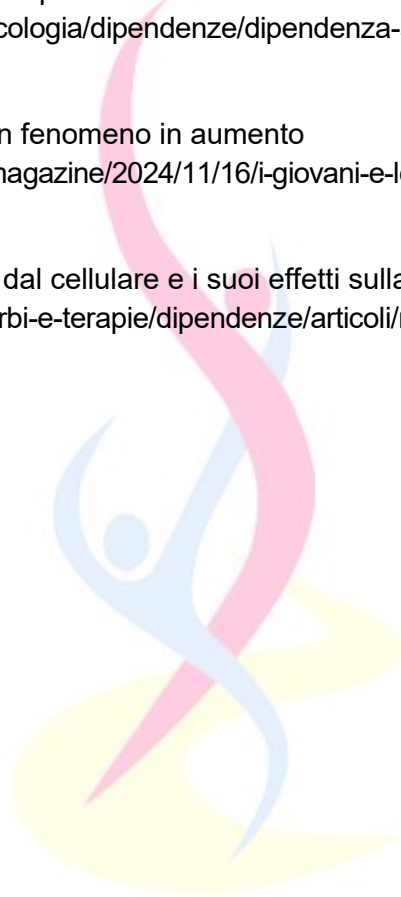 cologia/dipendenze/dipendenza-
n fenomeno in aumento
nagazine/2024/11/16/i-giovani-e-l
dal cellulare e i suoi effetti sulla
rbi-e-terapie/dipendenze/articoli/